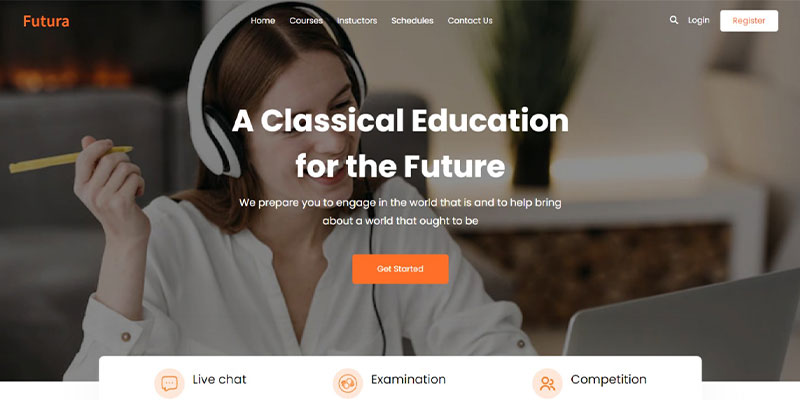 Futura
Home Courses Instuctors Schedules Contact Us
Login
Register
A Classical Education
for the Future
We prepare you to engage in the world that is and to help bring
about a world that ought to be
Get Started
Live chat
Examination
Competition